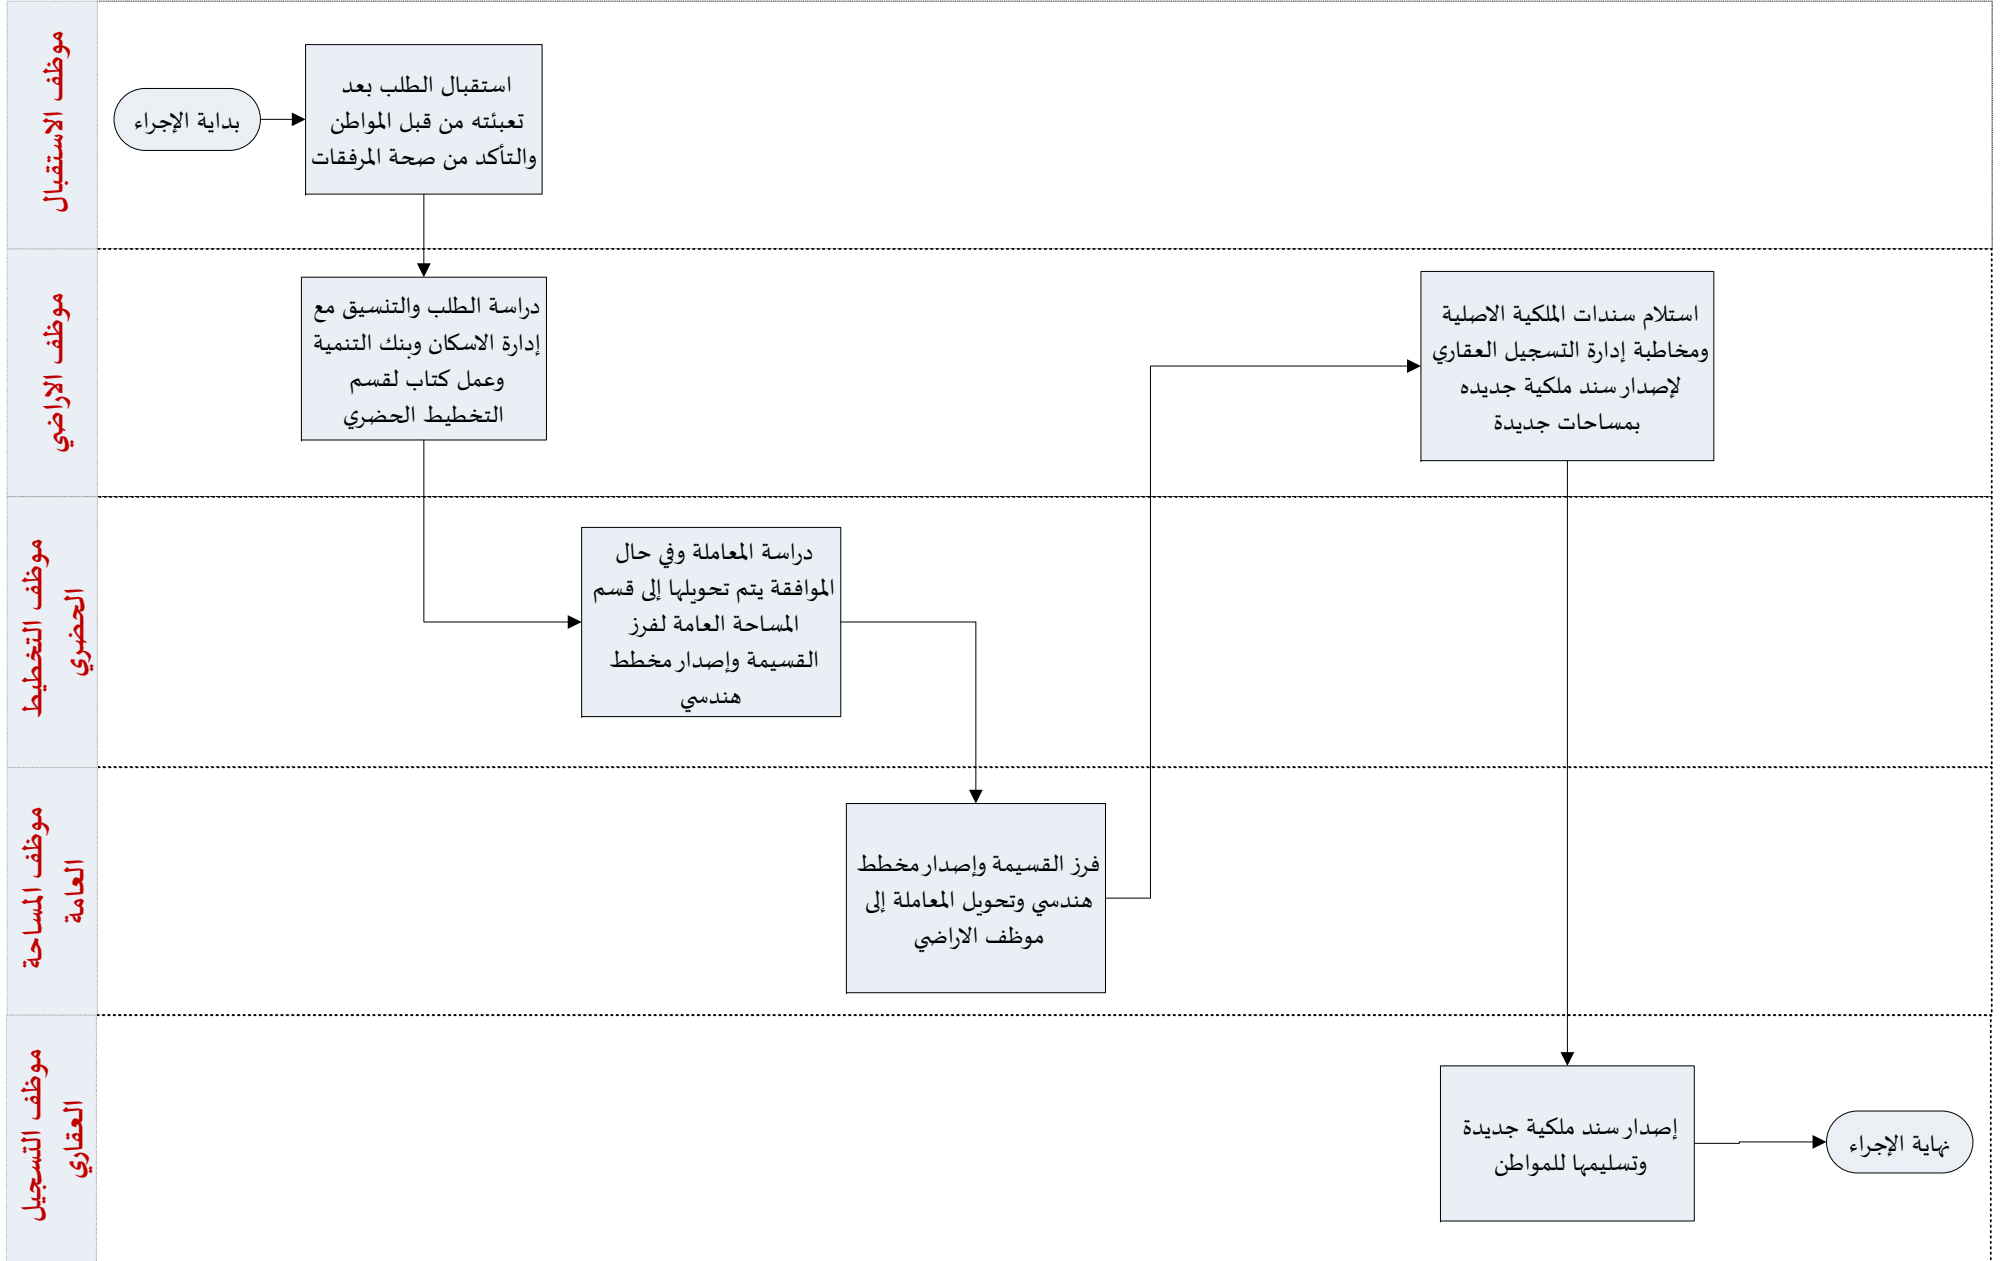 موظف الاستقبال
بداية الإجراء
استقبال الطلب بعد
تعبئته من قبل المواطن
والتأكد من صحة المرفقات
موظف الاراضي
دراسة الطلب والتنسيق مع
إدارة الاسكان وبنك التنمية
وعمل كتاب لقسم
التخطيط الحضري
استلام سندات الملكية الاصلية
ومخاطبة إدارة التسجيل العقاري
لإصدار سند ملكية جديده
بمساحات جديدة
موظف التخطيط
الحضري
دراسة المعاملة وفي حال
الموافقة يتم تحويلها إلى قسم
المساحة العامة لفرز
القسيمة وإصدار مخطط
هندسي
موظف المساحة
العامة
فرز القسيمة وإصدار مخطط
هندسي وتحويل المعاملة إلى
موظف الاراضي
موظف التسجيل
العقاري
إصدار سند ملكية جديدة
وتسليمها للمواطن
نهاية الإجراء